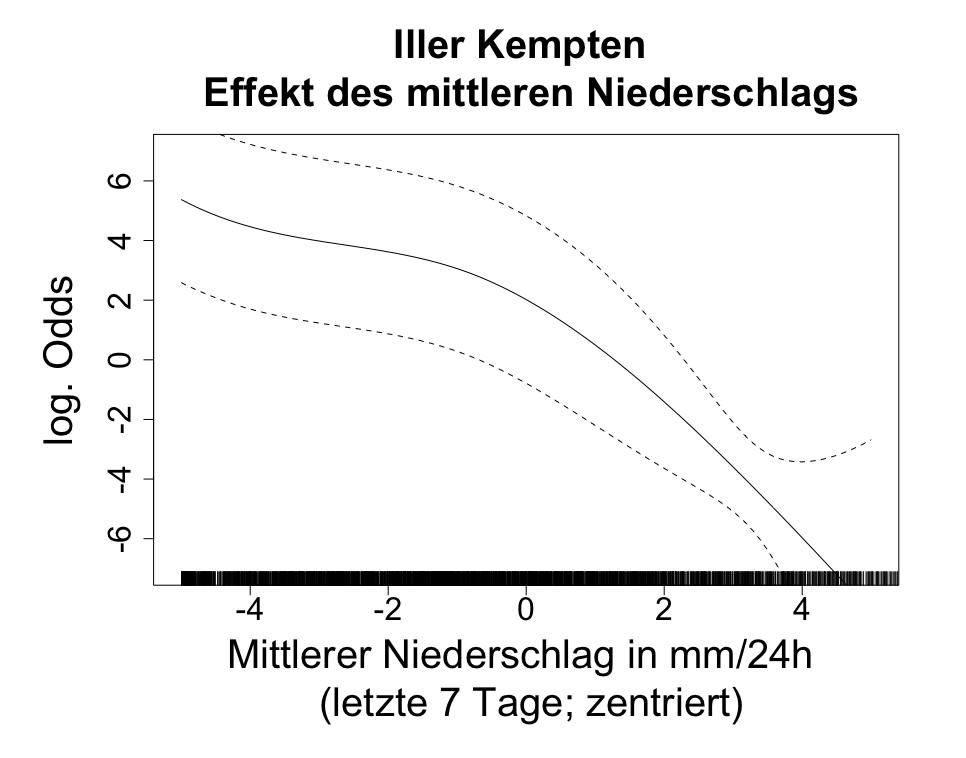 Iller Kempten
Effekt des mittleren Niederschlags
6
4
2
0
-2
-4
-6
log. Odds
-4 -2 0 2 4
Mittlerer Niederschlag in mm/24h
(letzte 7 Tage; zentriert)